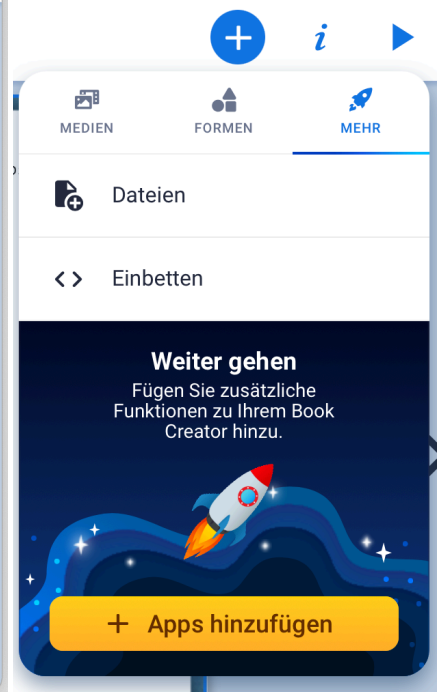 MEDIEN FORMEN MEHR
Dateien
Einbetten
Weiter gehen
Fügen Sie zusätzliche
Funktionen zu Ihrem Book
Creator hinzu.
+ Apps hinzufügen